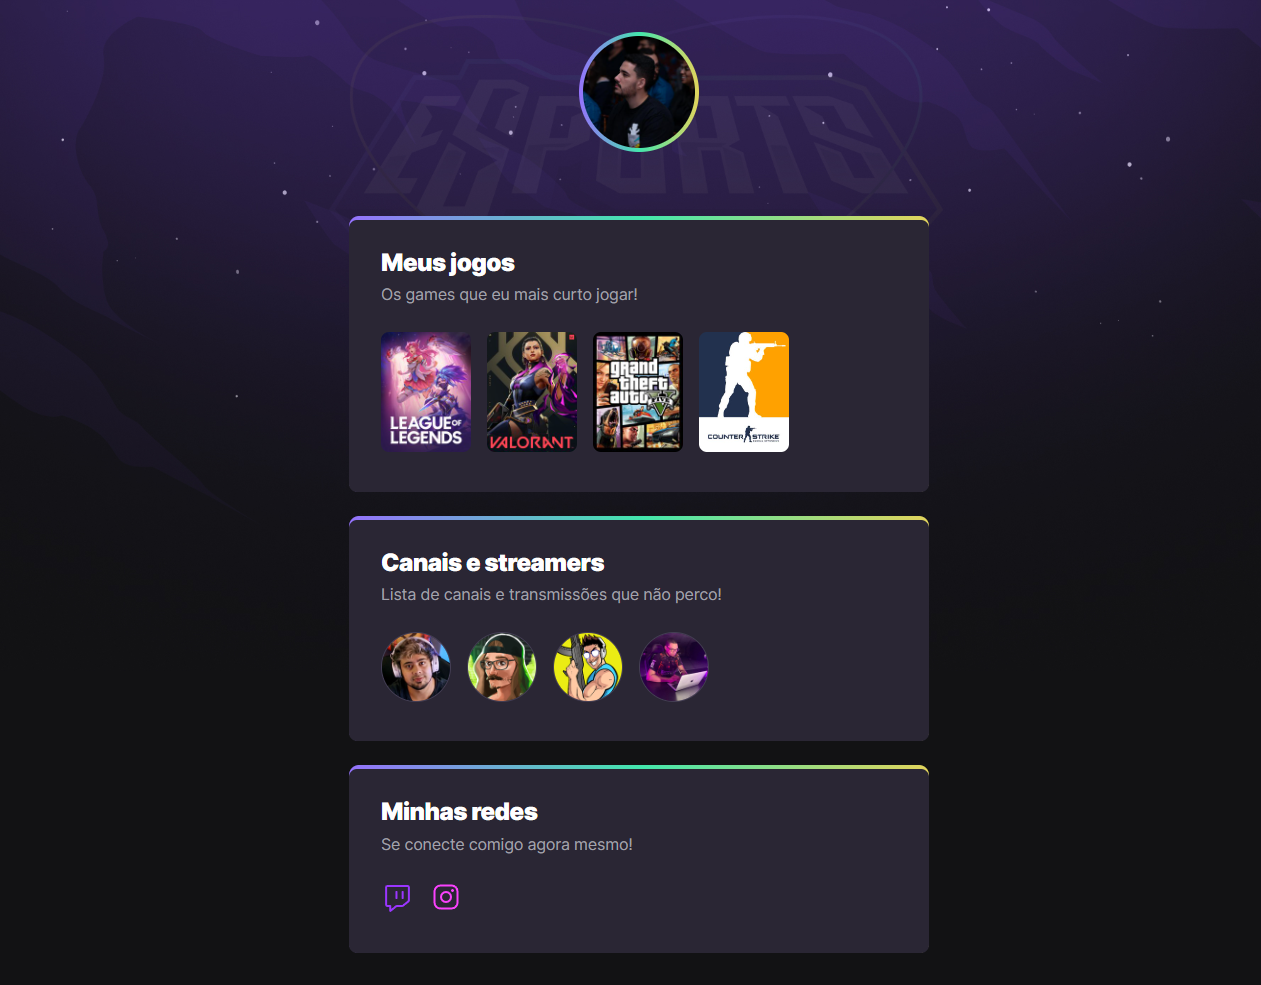 ESPORTS
Meus jogos
Os games que eu mais curto jogar!
LEAGUE OF
LEGENDS
VALORANT
grand
theft
auto
FIVE
COUNTER STRIKE
Canais e streamers
Lista de canais e transmissões que não perco!
Minhas redes
Se conecte comigo agora mesmo!